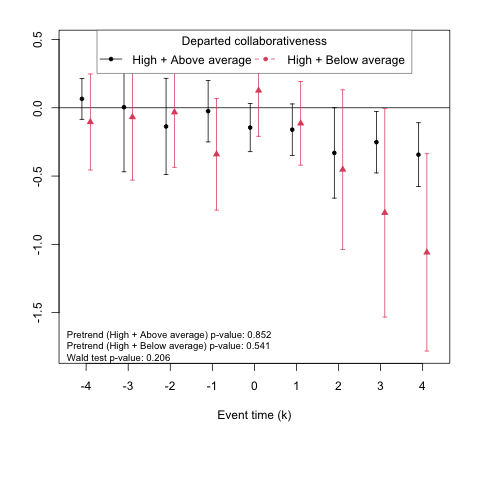 Departed collaborativeness
High + Above average High + Below average
0.5
0.0
-0.5
-1.0
-1.5
Pretrend (High + Above average) p-value: 0.852
Pretrend (High + Below average) p-value: 0.541
Wald test p-value: 0.206
-4 -3 -2 -1 0 1 2 3 4
Event time (k)